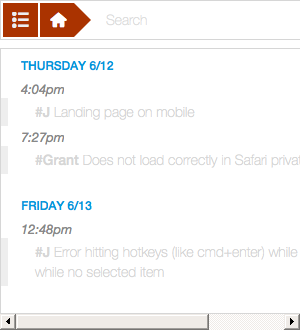 Search
THURSDAY 6/12
4:04pm
#J Landing page on mobile
7:27pm
#Grant Does not load correctly in Safari priva
FRIDAY 6/13
12:48pm
#J Error hitting hotkeys (like cmd+enter) while
while no selected item